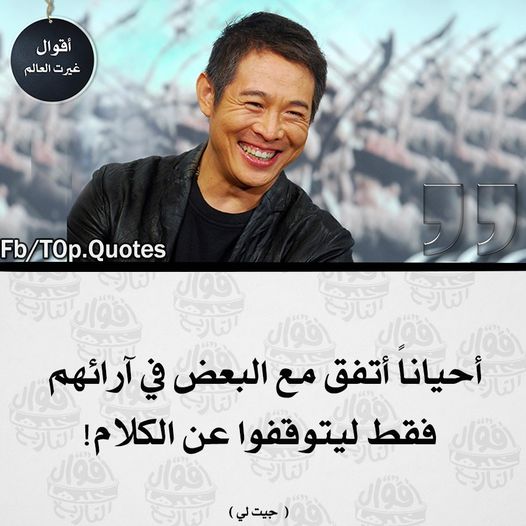 أقوال
غيرت العالم
Fb/TOp.Quotes
أحياناً أتفق مع البعض في آرائهم
فقط ليتوقفوا عن الكلام!
( جيت لي )